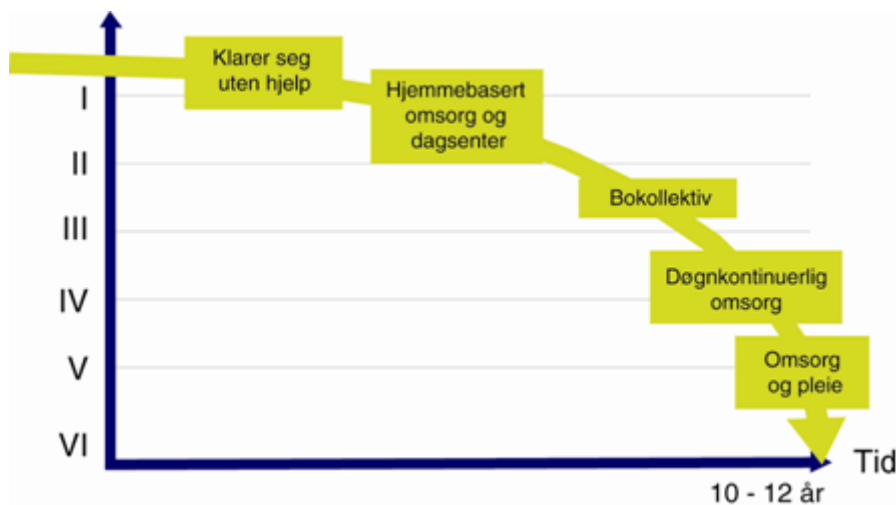 Klarer seg
uten hjelp
Hjemmebasert
omsorg og
dagsenter
Bokollektiv
Døgnkontinuerlig
omsorg
Omsorg
og pleie
I
II
III
IV
V
VI
Tid
10 - 12 år